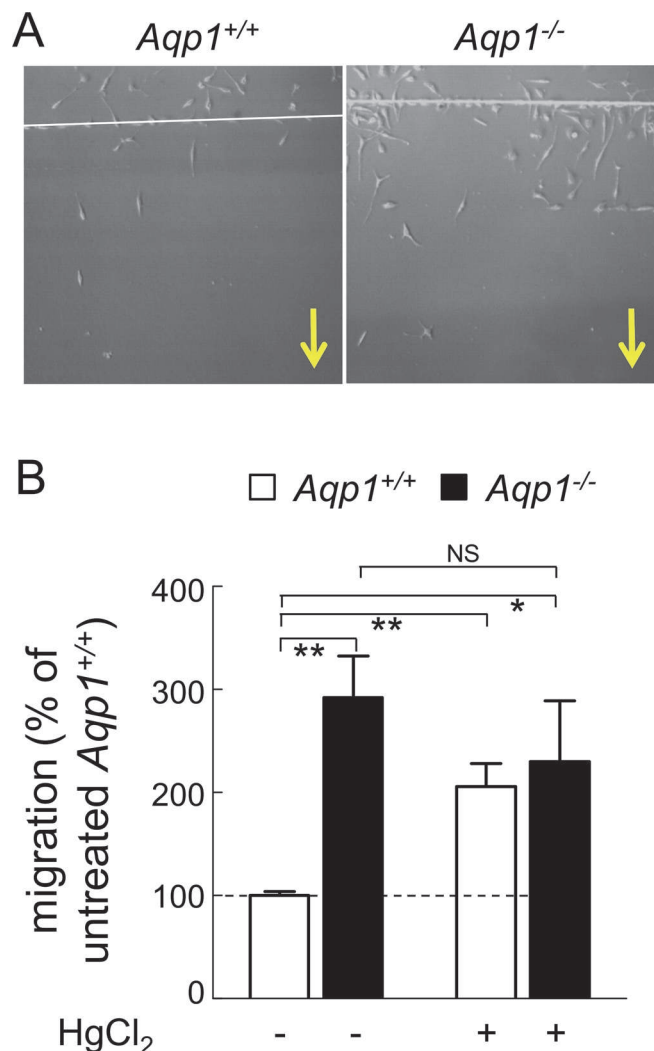 A
Aqp1+/+ Aqp1-/-
B
Aqp1+/+ Aqp1-/-
NS
*
**
**
400
300
200
100
0
migration (% of
untreated Aqp1+/+)
HgCl2 - - + +